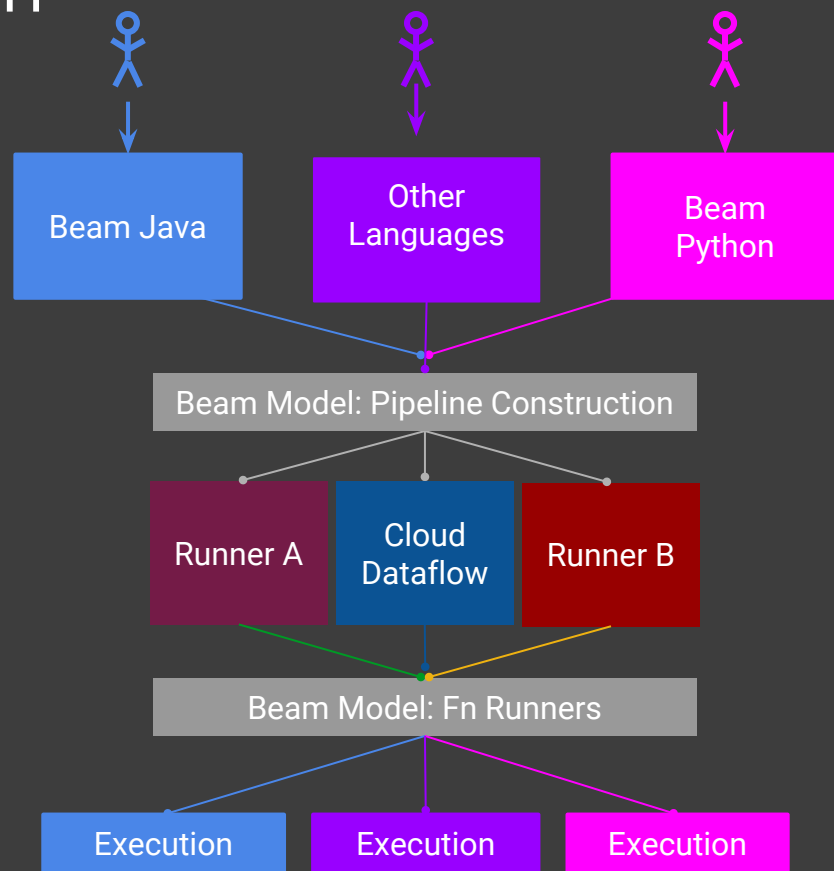 Beam Java
Other
Languages
Beam
Python
Beam Model: Pipeline Construction
Runner A
Cloud
Dataflow
Runner B
Beam Model: Fn Runners
Execution
Execution
Execution